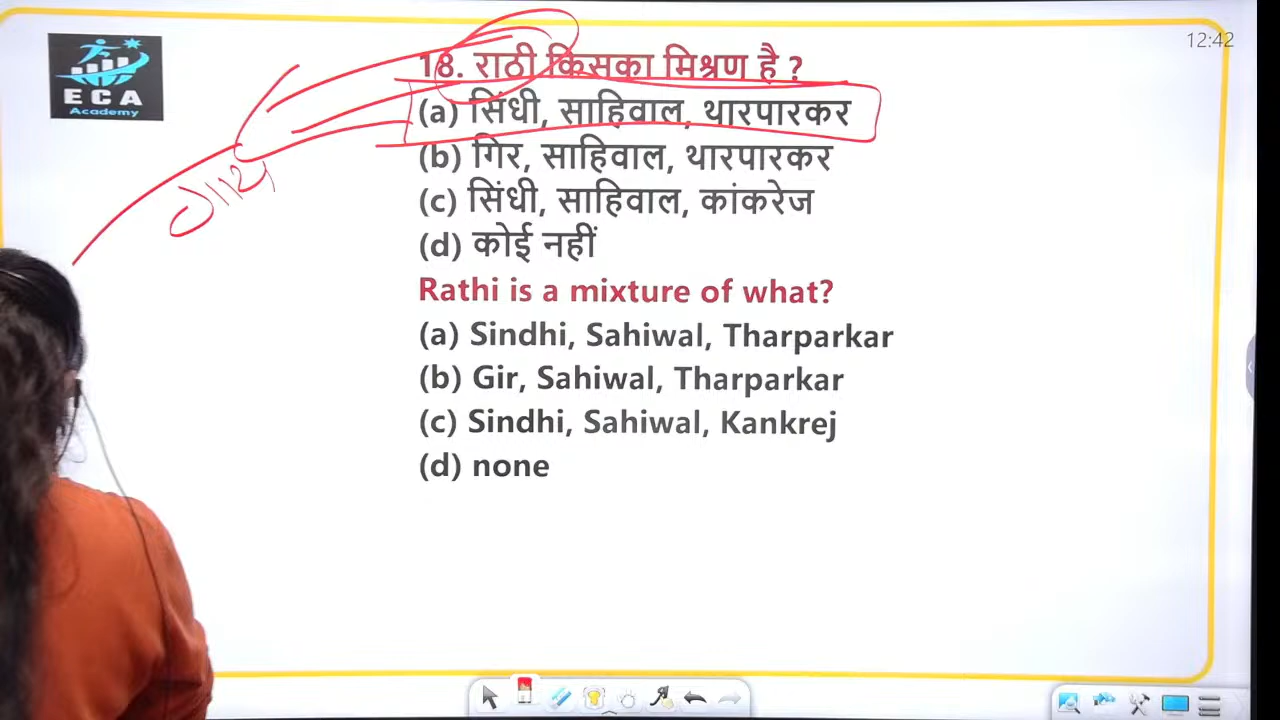 12:42
ECA
Academy
18. राठी किसका मिश्रण है ?
(a) सिंधी, साहिवाल, थारपारकर
(b) गिर, साहिवाल, थारपारकर
(c) सिंधी, साहिवाल, कांकरेज
(d) कोई नहीं
गाय
Rathi is a mixture of what?
(a) Sindhi, Sahiwal, Tharparkar
(b) Gir, Sahiwal, Tharparkar
(c) Sindhi, Sahiwal, Kankrej
(d) none